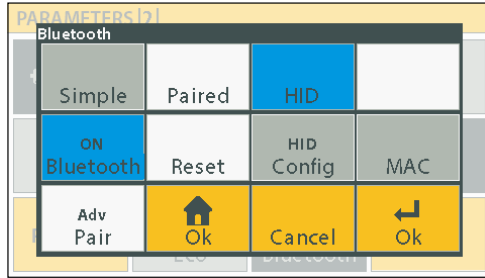 PARAMETERS|2|
Bluetooth
Simple
Paired
HID
ON
Bluetooth
Reset
HID
Config
MAC
Adv
Pair
Ok
Cancel
Ok
ECO
Bluetooth